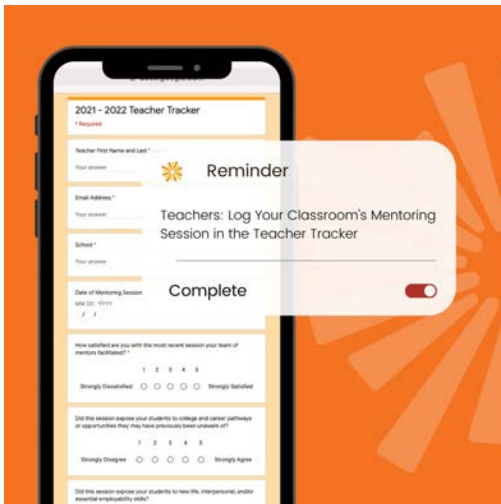 2021 - 2022 Teacher Tracker
* Required
Teacher First Name and Last *
Your answer
Reminder
Email Address *
Your answer
Teachers: Log Your Classroom's Mentoring
Session in the Teacher Tracker
School *
Your answer
Date of Mentoring Session
MM DD YYYY
/ /
Complete
How satisfied are you with the most recent session your team of
mentors facilitated? *
1 2 3 4 5
Strongly Dissatisfied Strongly Satisfied
Did this session expose your students to college and career pathways
or opportunities they may have previously been unaware of?
1 2 3 4 5
Strongly Disagree Strongly Agree
Did this session expose your students to new life, interpersonal, and/or
essential employability skills?